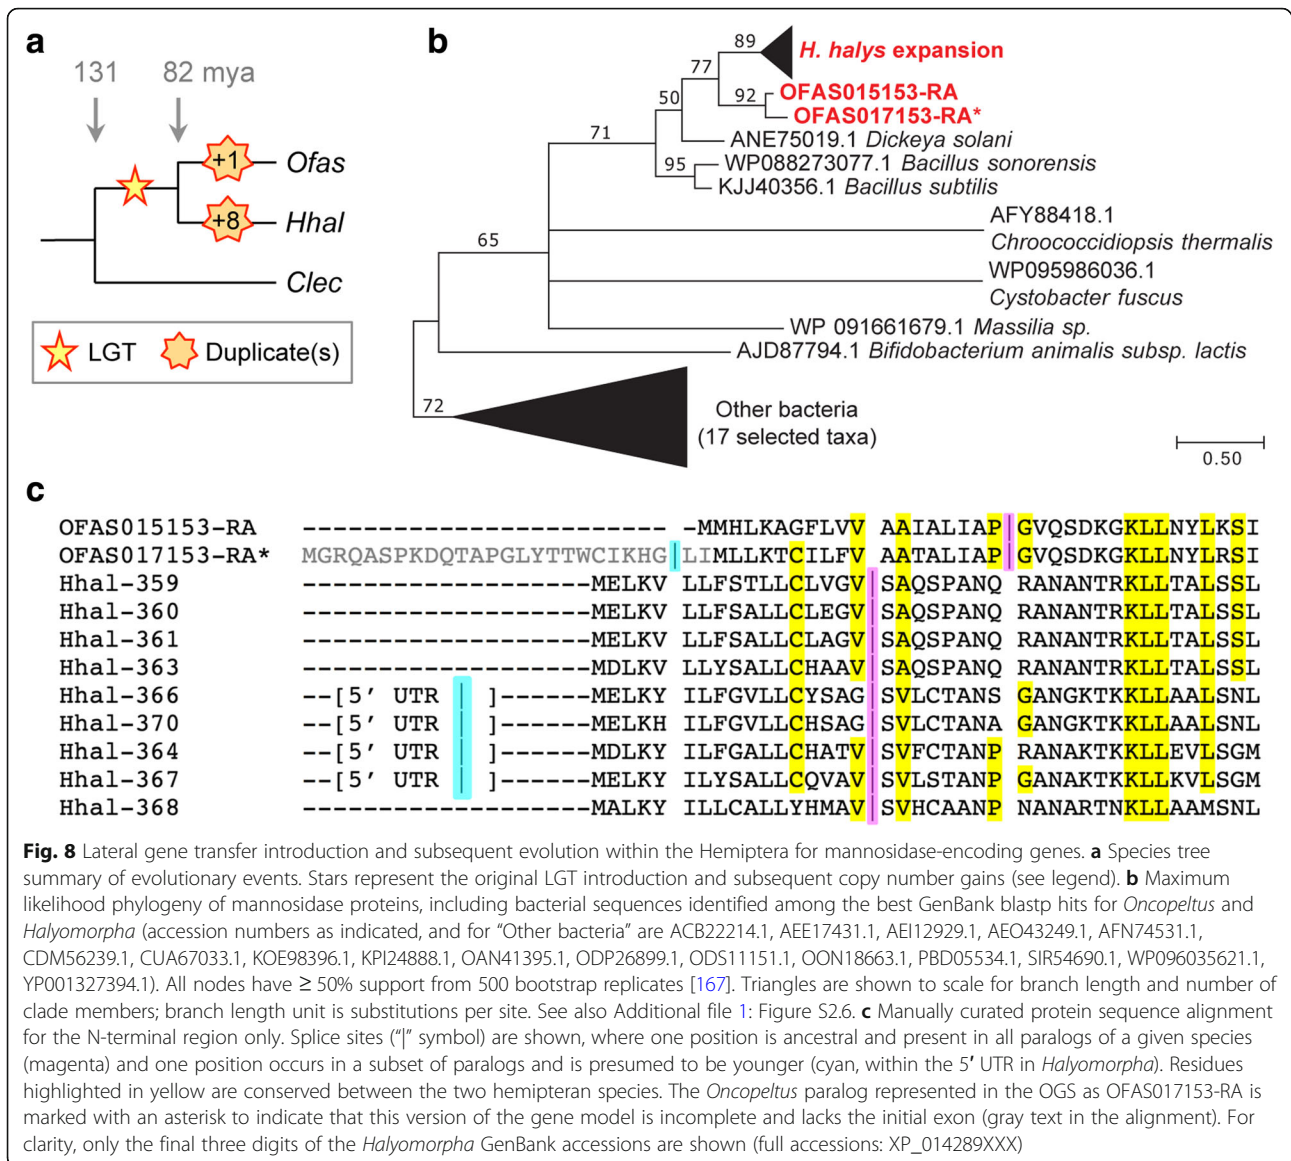 a
131
82 mya
+1
Ofas
+8
Hhal
Clec
LGT
Duplicate(s)
b
89
H. halys expansion
77
92
OFAS015153-RA
OFAS017153-RA*
50
ANE75019.1 Dickeya solani
71
95
WP088273077.1 Bacillus sonorensis
KJJ40356.1 Bacillus subtilis
AFY88418.1
Chroococcidiopsis thermalis
65
WP095986036.1
Cystobacter fuscus
WP 091661679.1 Massilia sp.
AJD87794.1 Bifidobacterium animalis subsp. lactis
72
Other bacteria
(17 selected taxa)
0.50
c
OFAS015153-RA ------------------------ -MMHLKAGFLVV AAIALIAP|GVQSDKGKLLNYLKSI
OFAS017153-RA* MGRQASPKDQTAPGLYTTWCIKHG|LIMLLKTCILFV AATALIAP|GVQSDKGKLLNYLRSI
Hhal-359 -------------------MELKV LLFSTLLCLVGV|SAQSPANQ RANANTRKLLTALSSL
Hhal-360 -------------------MELKV LLFSALLCLEGV|SAQSPANQ RANANTRKLLTALSSL
Hhal-361 -------------------MELKV LLFSALLCLAGV|SAQSPANQ RANANTRKLLTALSSL
Hhal-363 -------------------MDLKV LLYSALLCHAAV|SAQSPANQ RANANTRKLLTALSSL
Hhal-366 --[5′ UTR | ]------MELKY ILFGVLLCYSAG|SVLCTANS GANGKTKKLLAALSNL
Hhal-370 --[5′ UTR | ]------MELKH ILFGVLLCHSAG|SVLCTANA GANGKTKKLLAALSNL
Hhal-364 --[5′ UTR | ]------MDLKY ILFGALLCHATV|SVFCTANP RANAKTKKLLEVLSGM
Hhal-367 --[5′ UTR | ]------MELKY ILYSALLCQVAV|SVLSTANP GANAKTKKLLKVLSGM
Hhal-368 -------------------MALKY ILLCALLYHMAV|SVHCAANP NANARTNKLLAAMSNL
Fig. 8 Lateral gene transfer introduction and subsequent evolution within the Hemiptera for mannosidase-encoding genes. a Species tree
summary of evolutionary events. Stars represent the original LGT introduction and subsequent copy number gains (see legend). b Maximum
likelihood phylogeny of mannosidase proteins, including bacterial sequences identified among the best GenBank blastp hits for Oncopeltus and
Halyomorpha (accession numbers as indicated, and for “Other bacteria” are ACB22214.1, AEE17431.1, AEI12929.1, AEO43249.1, AFN74531.1,
CDM56239.1, CUA67033.1, KOE98396.1, KPI24888.1, OAN41395.1, ODP26899.1, ODS11151.1, OON18663.1, PBD05534.1, SIR54690.1, WP096035621.1,
YP001327394.1). All nodes have ≥ 50% support from 500 bootstrap replicates [167]. Triangles are shown to scale for branch length and number of
clade members; branch length unit is substitutions per site. See also Additional file 1: Figure S2.6. c Manually curated protein sequence alignment
for the N-terminal region only. Splice sites (“|” symbol) are shown, where one position is ancestral and present in all paralogs of a given species
(magenta) and one position occurs in a subset of paralogs and is presumed to be younger (cyan, within the 5′ UTR in Halyomorpha). Residues
highlighted in yellow are conserved between the two hemipteran species. The Oncopeltus paralog represented in the OGS as OFAS017153-RA is
marked with an asterisk to indicate that this version of the gene model is incomplete and lacks the initial exon (gray text in the alignment). For
clarity, only the final three digits of the Halyomorpha GenBank accessions are shown (full accessions: XP_014289XXX)